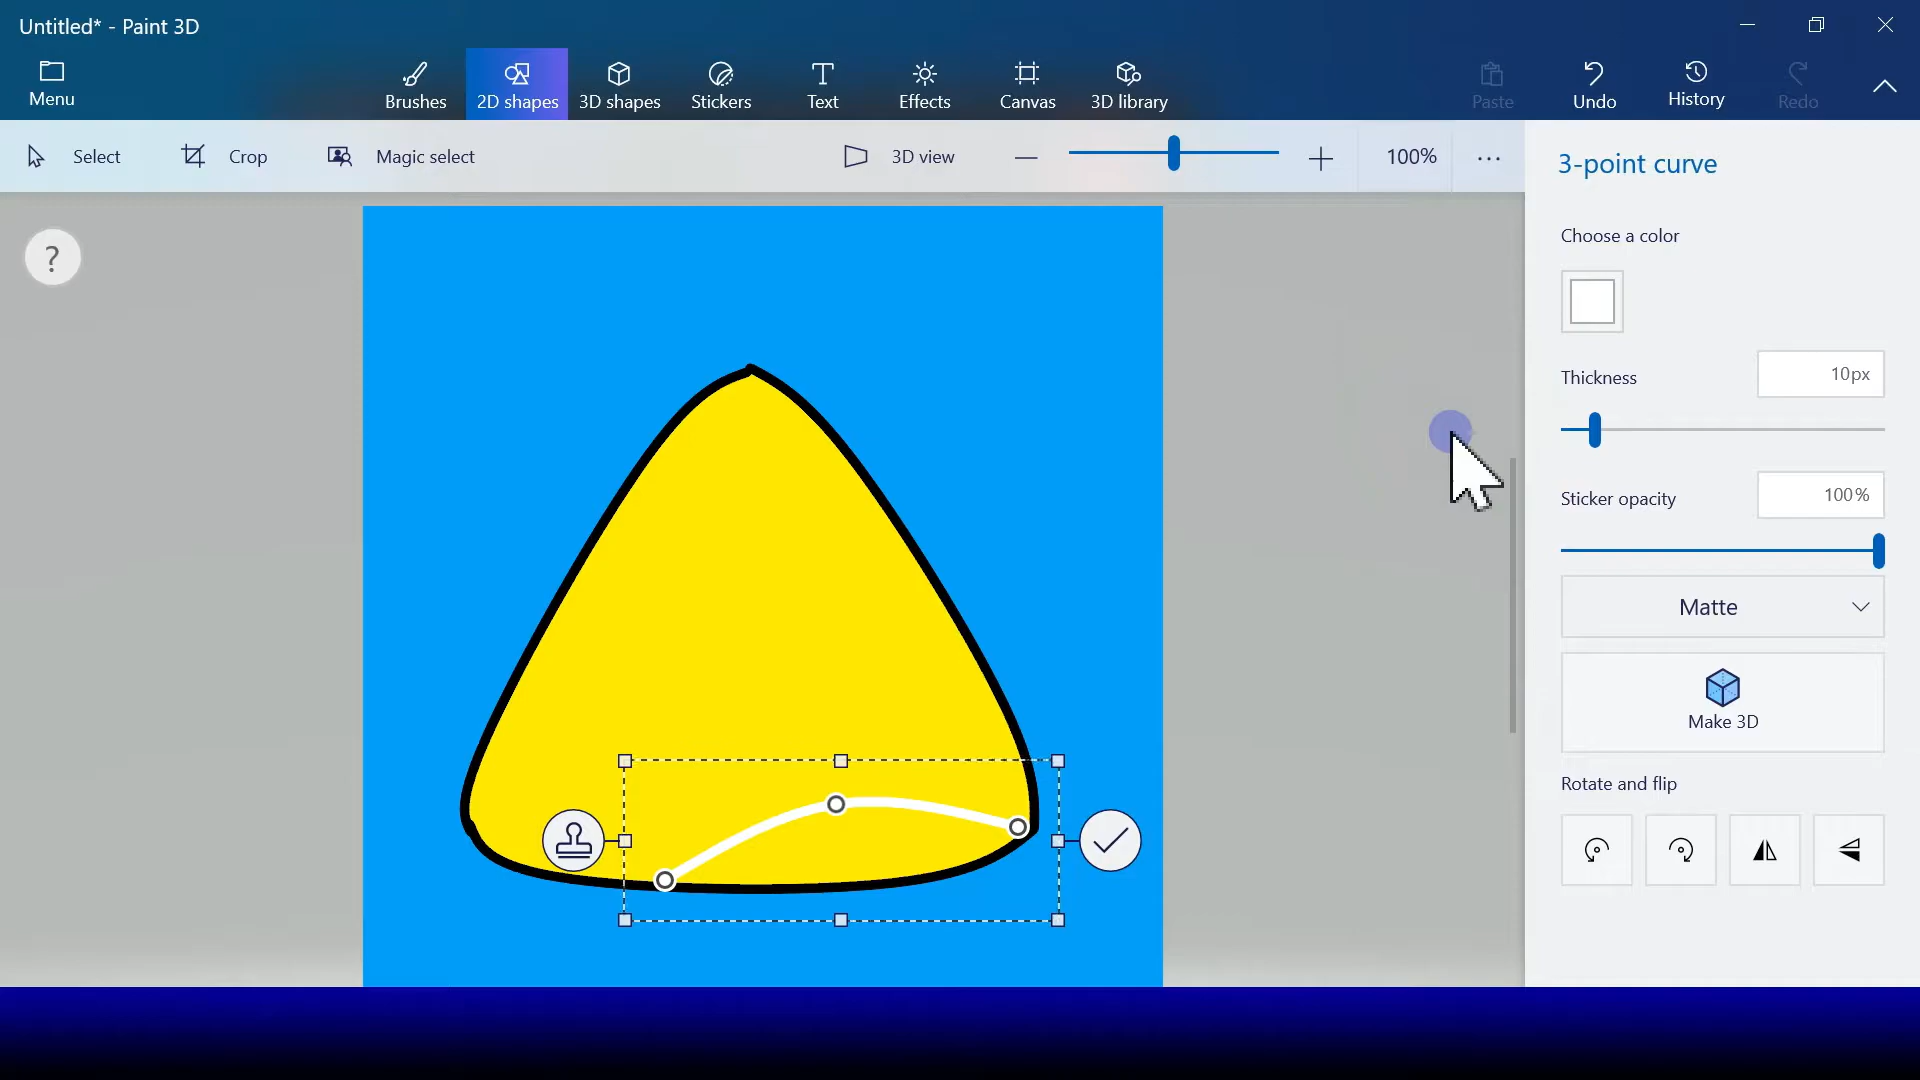 Untitled* - Paint 3D
Menu
Brushes
2D shapes
3D shapes
Stickers
Text
Effects
Canvas
3D library
Paste
Undo
History
Redo
Select
Crop
Magic select
3D view
100%
?
3-point curve
Choose a color
Thickness
10px
Sticker opacity
100%
Matte
Make 3D
Rotate and flip